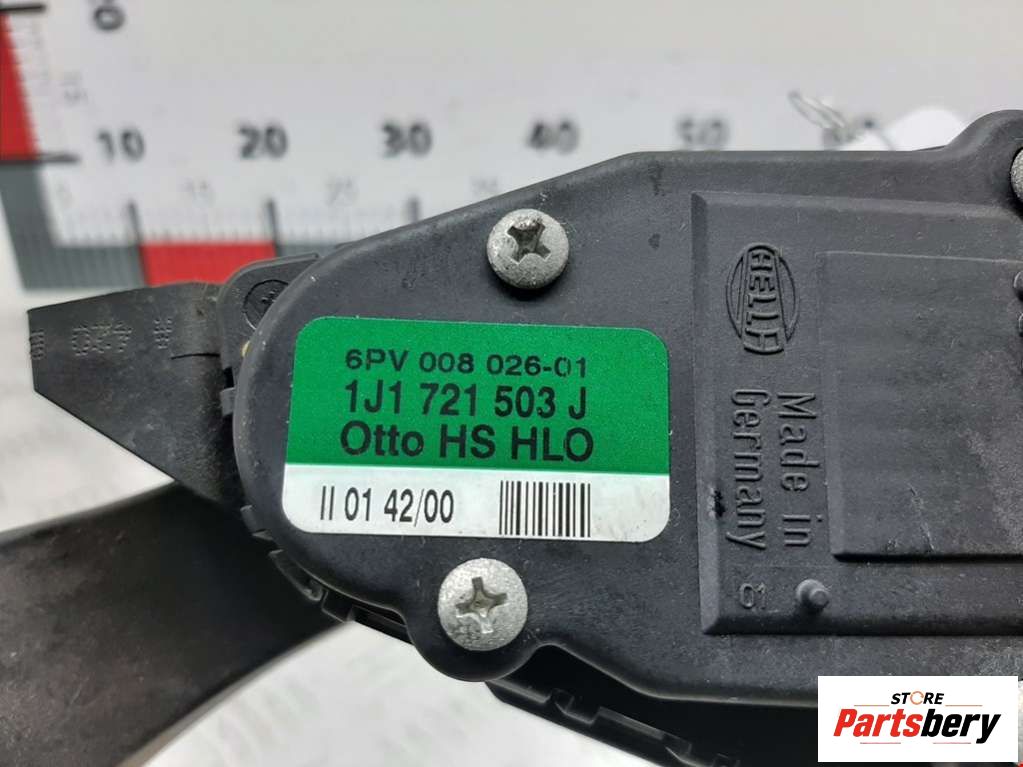 0
10 20 30 40 50
HELLA
6PV 008 026-01
1J1 721 503 J
Otto HS HLO
II 01 42/00
Made in
Germany
STORE
Partsbery